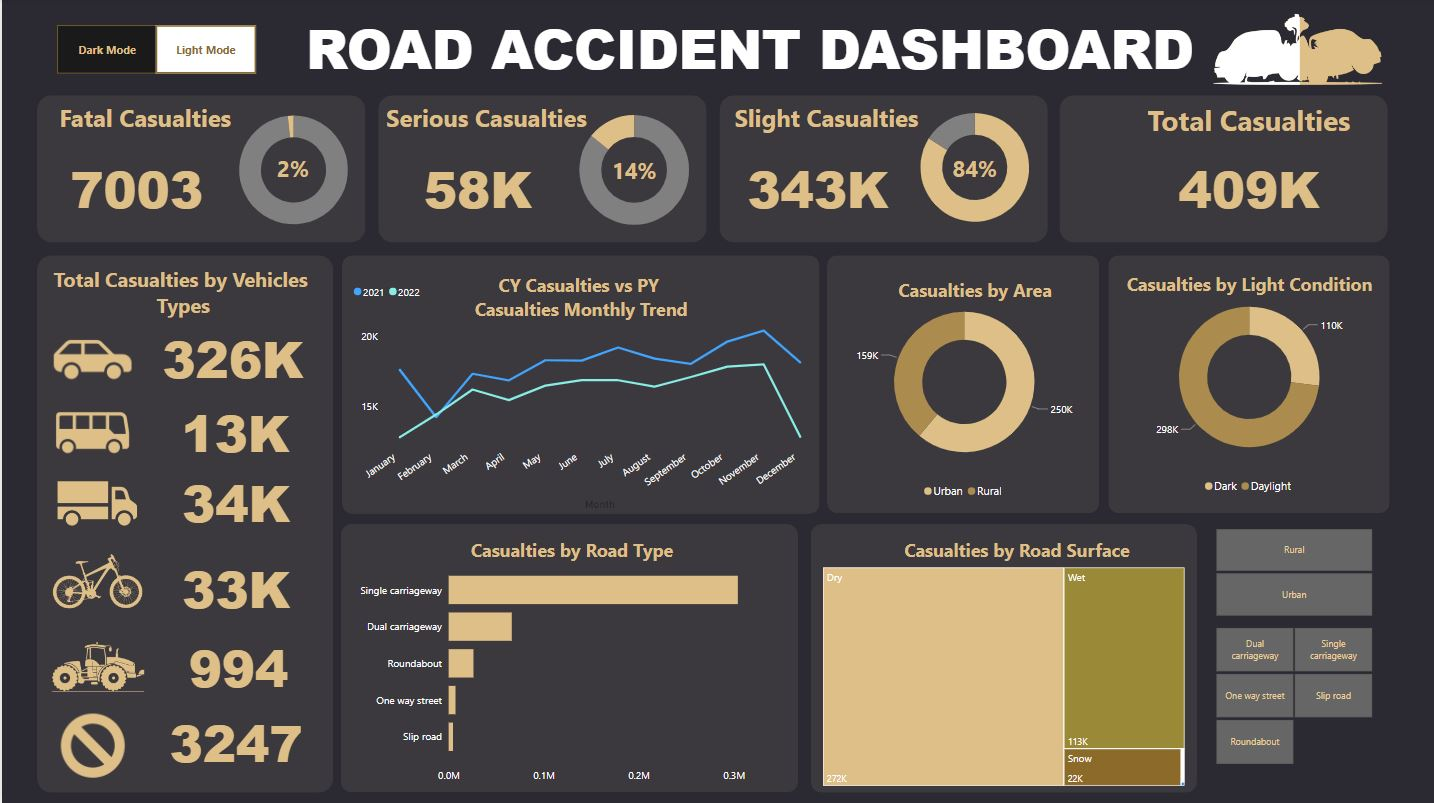 Dark Mode
Light Mode
ROAD ACCIDENT DASHBOARD
Fatal Casualties
7003
2%
Serious Casualties
58K
14%
Slight Casualties
343K
84%
Total Casualties
409K
Total Casualties by Vehicles
Types
326K
13K
34K
33K
994
3247
2021
2022
CY Casualties vs PY
Casualties Monthly Trend
20K
15K
January
February
March
April
May
June
July
August
September
October
November
December
Month
Casualties by Area
159K
250K
Urban
Rural
Casualties by Light Condition
110K
298K
Dark
Daylight
Casualties by Road Type
Single carriageway
Dual carriageway
Roundabout
One way street
Slip road
0.0M
0.1M
0.2M
0.3M
Casualties by Road Surface
Dry
272K
Wet
113K
Snow
22K
Rural
Urban
Dual
carriageway
Single
carriageway
One way street
Slip road
Roundabout